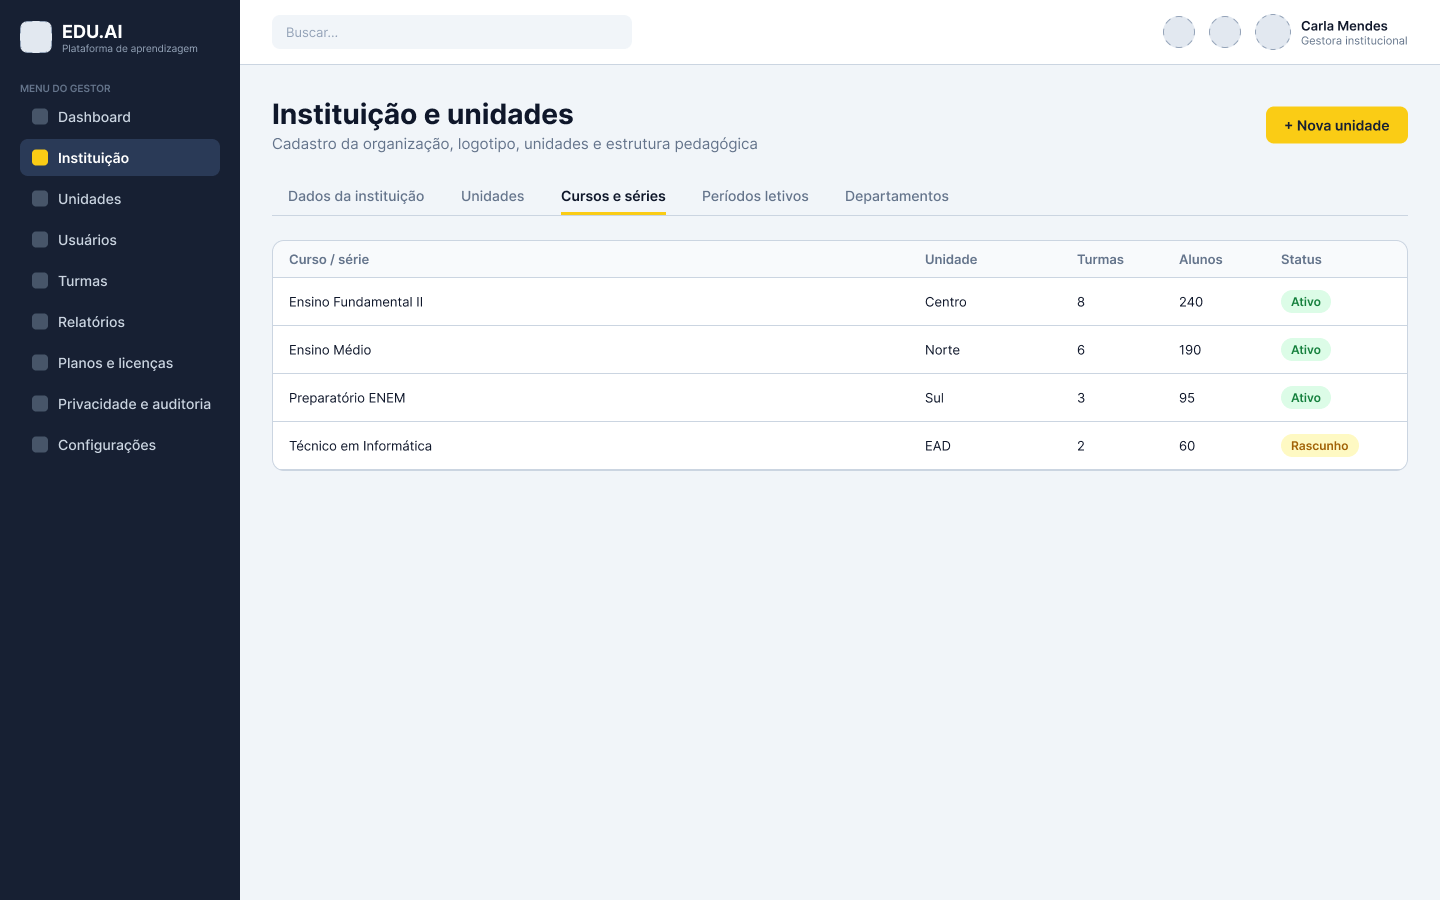 EDU.AI
Plataforma de aprendizagem
MENU DO GESTOR
Dashboard
Instituição
Unidades
Usuários
Turmas
Relatórios
Planos e licenças
Privacidade e auditoria
Configurações
Buscar...
Carla Mendes
Gestora institucional
Instituição e unidades
Cadastro da organização, logotipo, unidades e estrutura pedagógica
+ Nova unidade
Dados da instituição Unidades Cursos e séries Períodos letivos Departamentos
Curso / série Unidade Turmas Alunos Status
Ensino Fundamental II Centro 8 240 Ativo
Ensino Médio Norte 6 190 Ativo
Preparatório ENEM Sul 3 95 Ativo
Técnico em Informática EAD 2 60 Rascunho